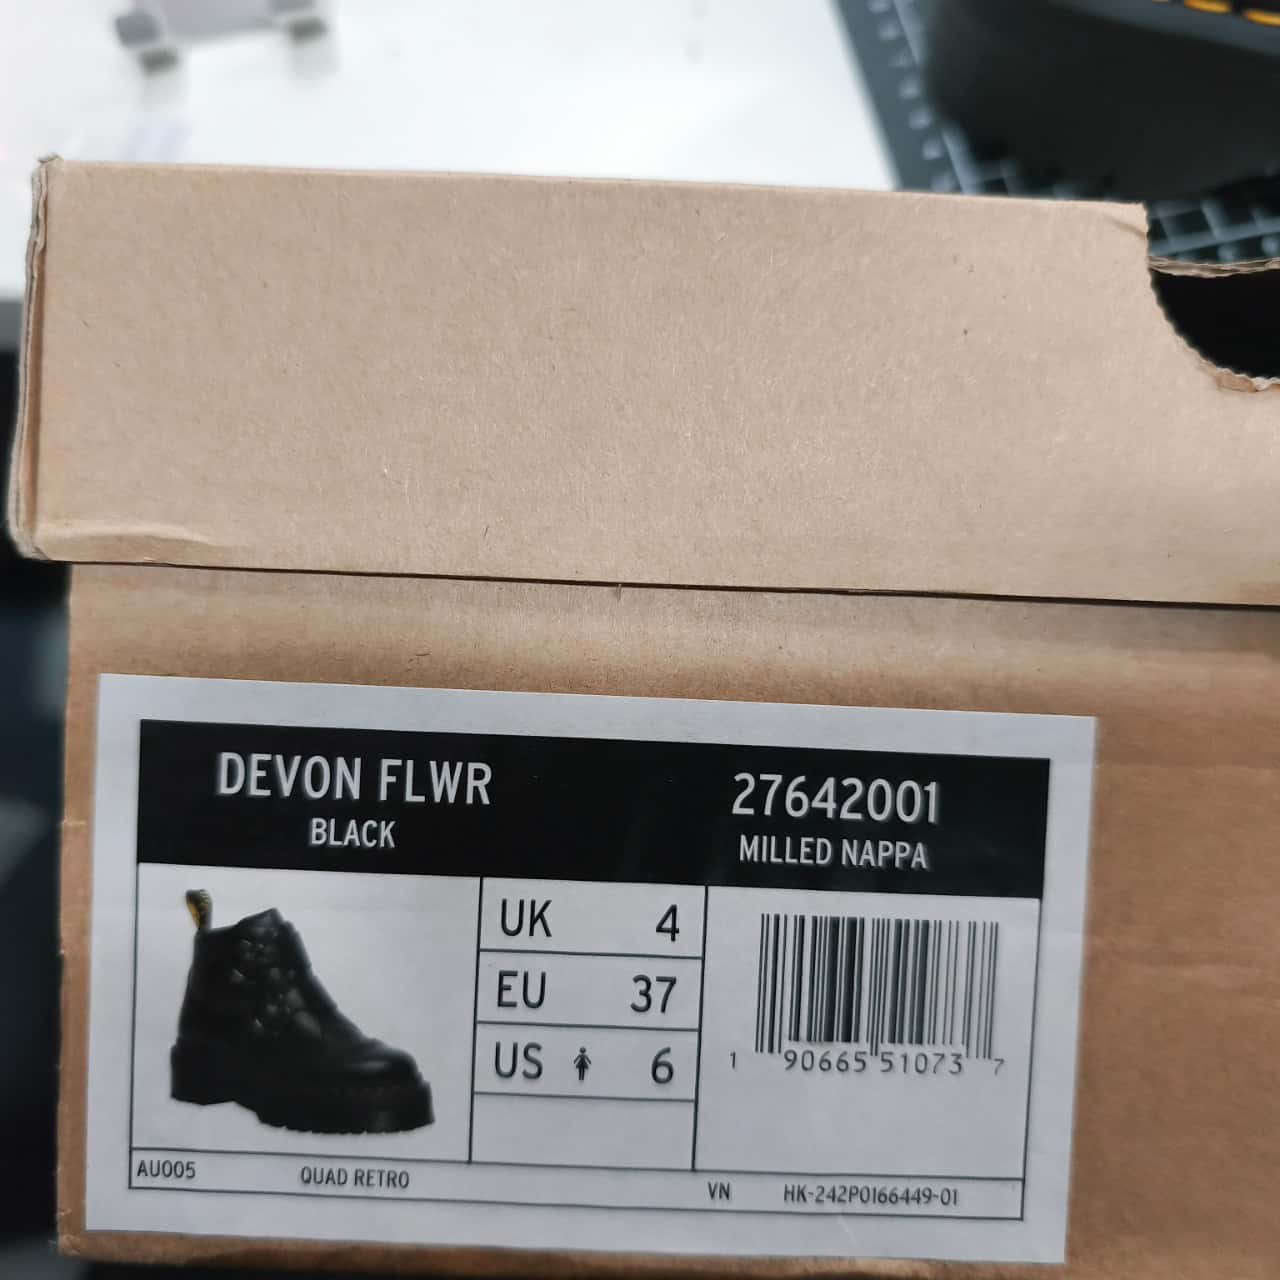 DEVON FLWR
BLACK
27642001
MILLED NAPPA
UK 4
EU 37
US 6
1 90665 51073 7
AU005
QUAD RETRO
VN
HK-242P0166449-01